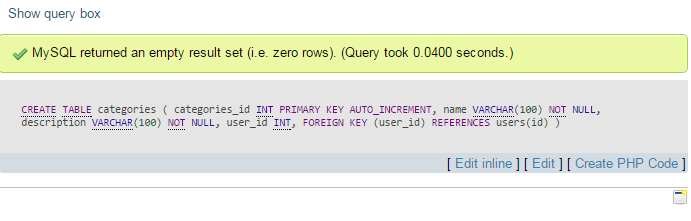 Show query box
MySQL returned an empty result set (i.e. zero rows). (Query took 0.0400 seconds.)
CREATE TABLE categories ( categories_id INT PRIMARY KEY AUTO_INCREMENT, name VARCHAR(100) NOT NULL,
description VARCHAR(100) NOT NULL, user_id INT, FOREIGN KEY (user_id) REFERENCES users(id) )
[ Edit inline ] [ Edit ] [ Create PHP Code ]